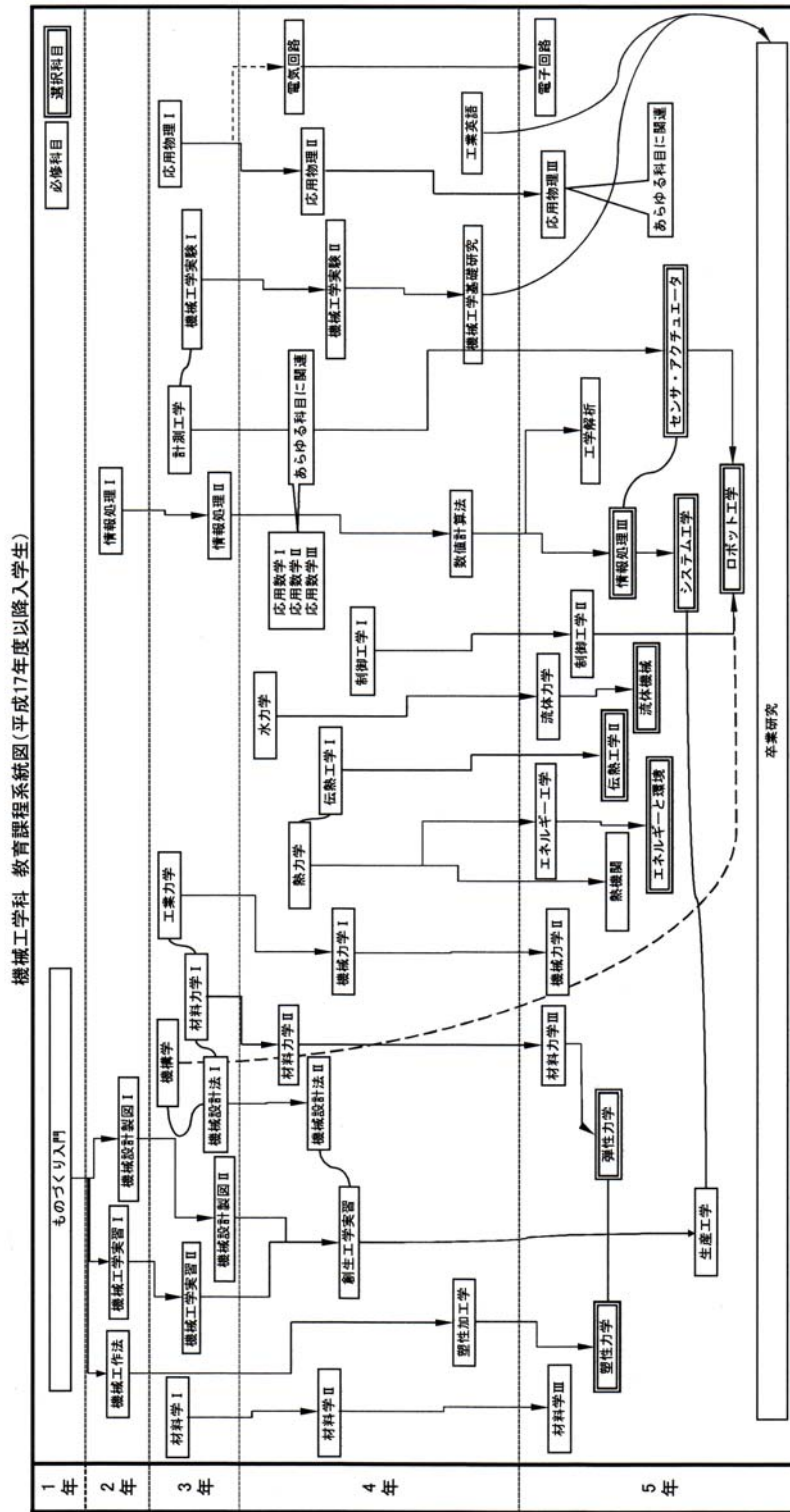 機械工学科 教育課程系統図(平成17年度以降入学生)
必修科目
選択科目
1年
ものづくり入門
2年
機械工作法
機械工学実習Ⅰ
機械設計製図Ⅰ
情報処理Ⅰ
3年
材料学Ⅰ
機械工学実習Ⅱ
機械設計製図Ⅱ
機構学
機械設計法Ⅰ
材料力学Ⅰ
工業力学
情報処理Ⅱ
計測工学
機械工学実験Ⅰ
応用物理Ⅰ
4年
材料学Ⅱ
塑性加工学
創生工学実習
機械設計法Ⅱ
材料力学Ⅱ
機械力学Ⅰ
熱力学
伝熱工学Ⅰ
水力学
制御工学Ⅰ
応用数学Ⅰ
応用数学Ⅱ
応用数学Ⅲ
あらゆる科目に関連
数値計算法
機械工学実験Ⅱ
機械工学基礎研究
応用物理Ⅱ
工業英語
電気回路
5年
材料学Ⅲ
塑性力学
生産工学
弾性力学
材料力学Ⅲ
機械力学Ⅱ
熱機関
エネルギー工学
エネルギーと環境
伝熱工学Ⅱ
流体力学
流体機械
制御工学Ⅱ
情報処理Ⅲ
システム工学
ロボット工学
工学解析
センサ・アクチュエータ
応用物理Ⅲ
あらゆる科目に関連
電子回路
卒業研究